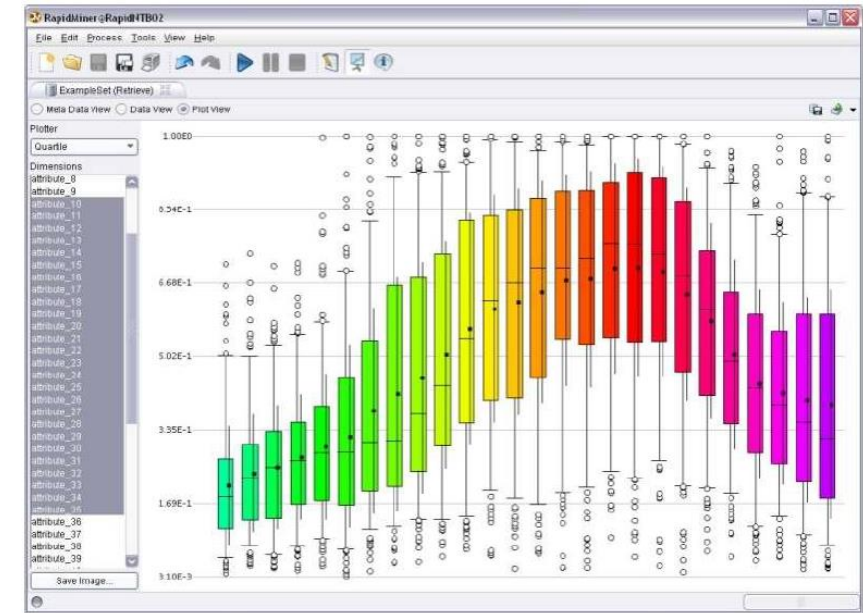 RapidMiner@RapidNTB02
File Edit Process Tools View Help
ExampleSet (Retrieve)
Meta Data View Data View Plot View
Plotter
Quartile
Dimensions
attribute_8
attribute_9
attribute_10
attribute_11
attribute_12
attribute_13
attribute_14
attribute_15
attribute_16
attribute_17
attribute_18
attribute_19
attribute_20
attribute_21
attribute_22
attribute_23
attribute_24
attribute_25
attribute_26
attribute_27
attribute_28
attribute_29
attribute_30
attribute_31
attribute_32
attribute_33
attribute_34
attribute_35
attribute_36
attribute_37
attribute_38
attribute_39
Save Image...
1.00E0
8.34E-1
6.68E-1
5.02E-1
3.35E-1
1.69E-1
3.10E-3